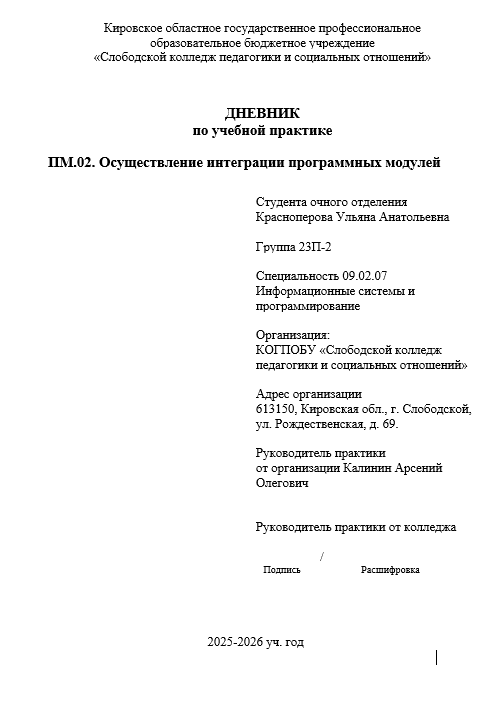 Кировское областное государственное профессиональное
образовательное бюджетное учреждение
«Слободской колледж педагогики и социальных отношений»
ДНЕВНИК
по учебной практике
ПМ.02. Осуществление интеграции программных модулей
Студента очного отделения
Красноперова Ульяна Анатольевна
Группа 23П-2
Специальность 09.02.07
Информационные системы и
программирование
Организация:
КОГПОБУ «Слободской колледж
педагогики и социальных отношений»
Адрес организации
613150, Кировская обл., г. Слободской,
ул. Рождественская, д. 69.
Руководитель практики
от организации Калинин Арсений
Олегович
Руководитель практики от колледжа
/
Подпись Расшифровка
2025-2026 уч. год